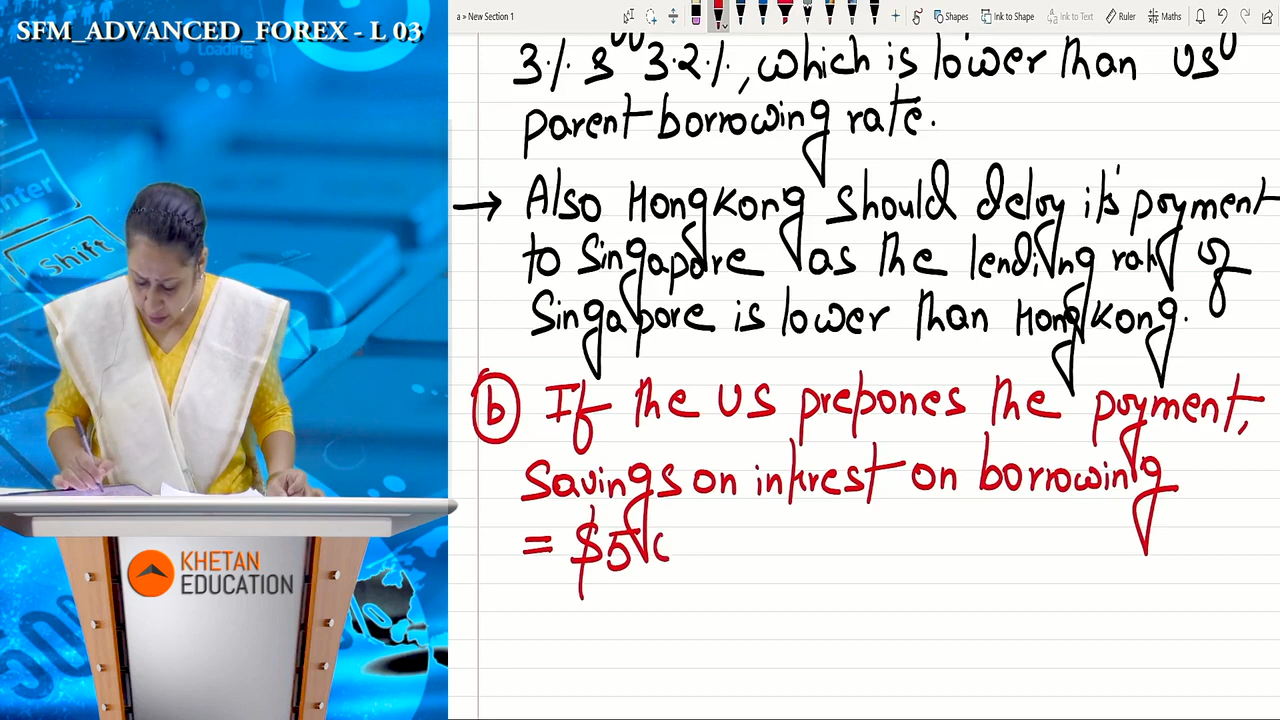 SFM_ADVANCED_FOREX - L 03
Loading
a » New Section 1
Shapes
Ink to Shape
Ink to Text
Ruler
Maths
3% & 3.2%, which is lower than US
parent borrowing rate.
→ Also HongKong should delay its payment
to Singapore as the lending rate of
Singapore is lower than HongKong.
(b) If the US prepones the payment,
savings on interest on borrowing
= $5
Enter
Shift
KHETAN
EDUCATION